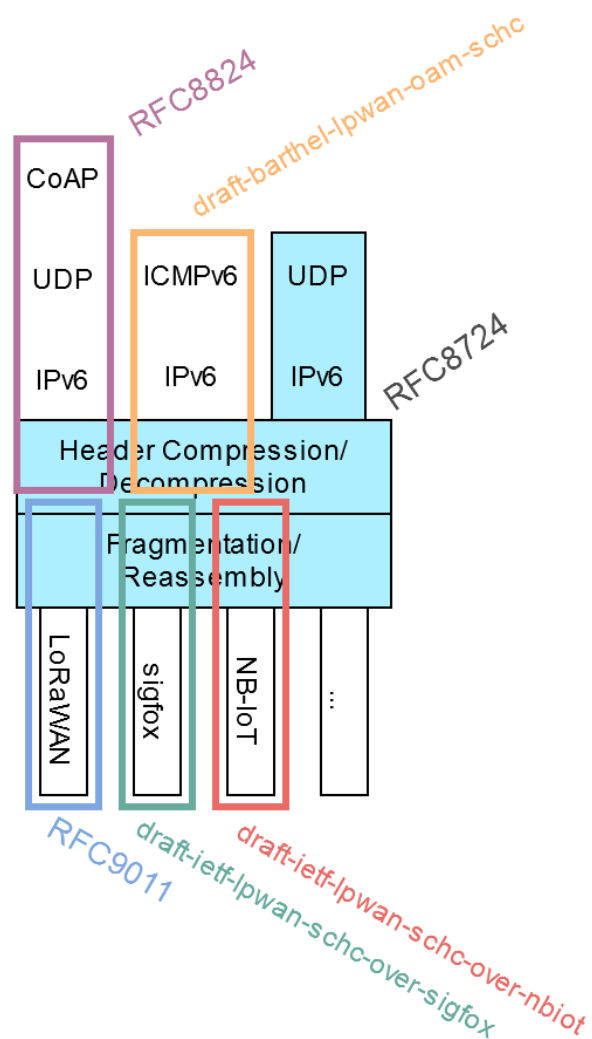 RFC8824
draft-barthel-lpwan-oam-schc
CoAP
UDP
IPv6
ICMPv6
IPv6
UDP
IPv6
RFC8724
Header Compression/
Decompression
Fragmentation/
Reassembly
LoRaWAN
sigfox
NB-IoT
...
RFC9011
draft-ietf-lpwan-schc-over-sigfox
draft-ietf-lpwan-schc-over-nbiot